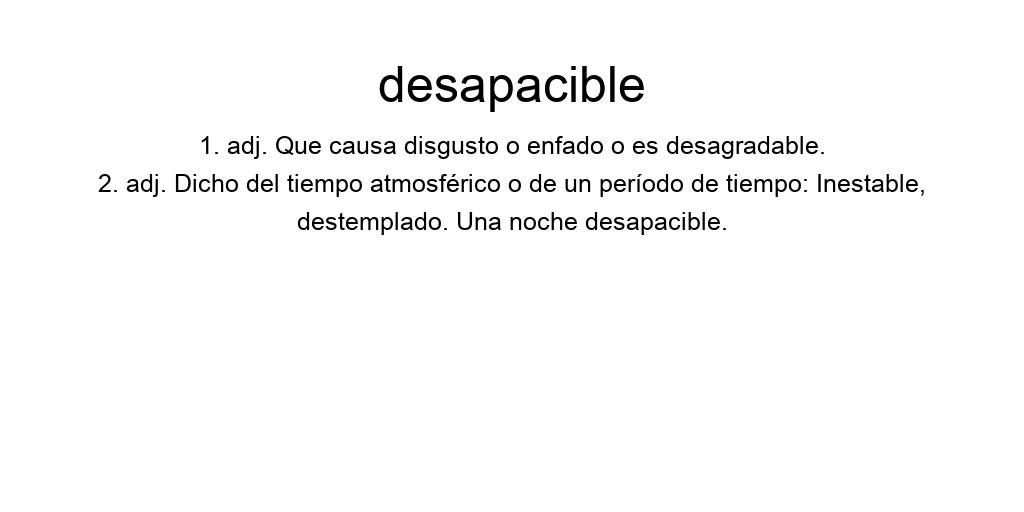 desapacible
1. adj. Que causa disgusto o enfado o es desagradable.
2. adj. Dicho del tiempo atmosférico o de un período de tiempo: Inestable,
destemplado. Una noche desapacible.